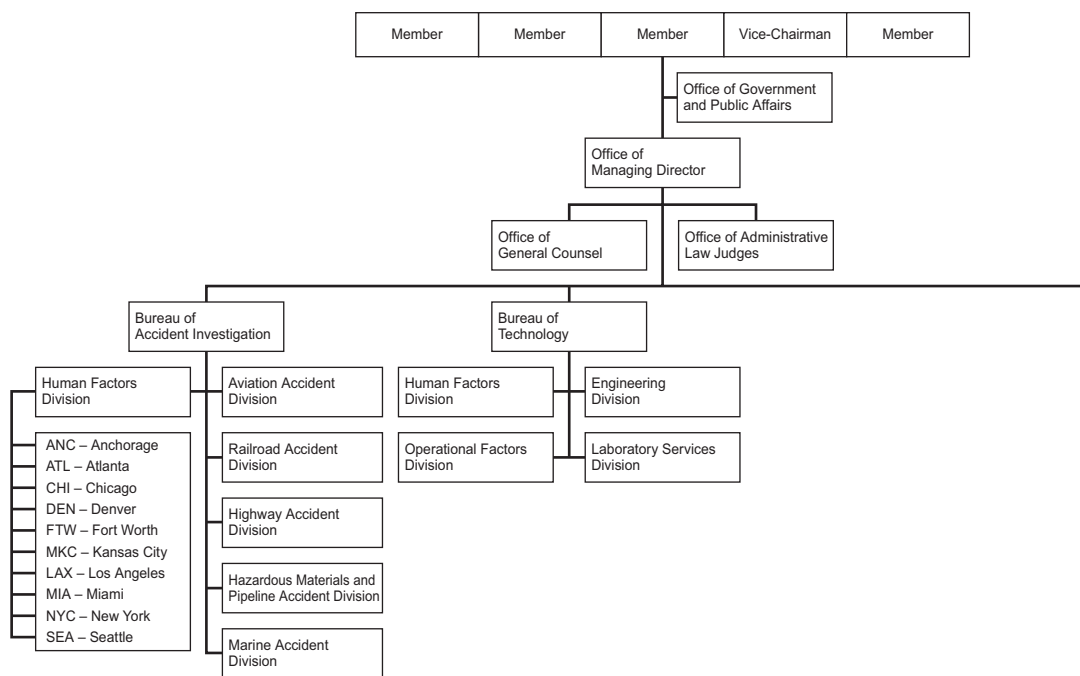 Member
Member
Member
Vice-Chairman
Member
Office of Government
and Public Affairs
Office of
Managing Director
Office of
General Counsel
Office of Administrative
Law Judges
Bureau of
Accident Investigation
Bureau of
Technology
Human Factors
Division
Aviation Accident
Division
Human Factors
Division
Engineering
Division
ANC – Anchorage
ATL – Atlanta
CHI – Chicago
DEN – Denver
FTW – Fort Worth
MKC – Kansas City
LAX – Los Angeles
MIA – Miami
NYC – New York
SEA – Seattle
Railroad Accident
Division
Operational Factors
Division
Laboratory Services
Division
Highway Accident
Division
Hazardous Materials and
Pipeline Accident Division
Marine Accident
Division